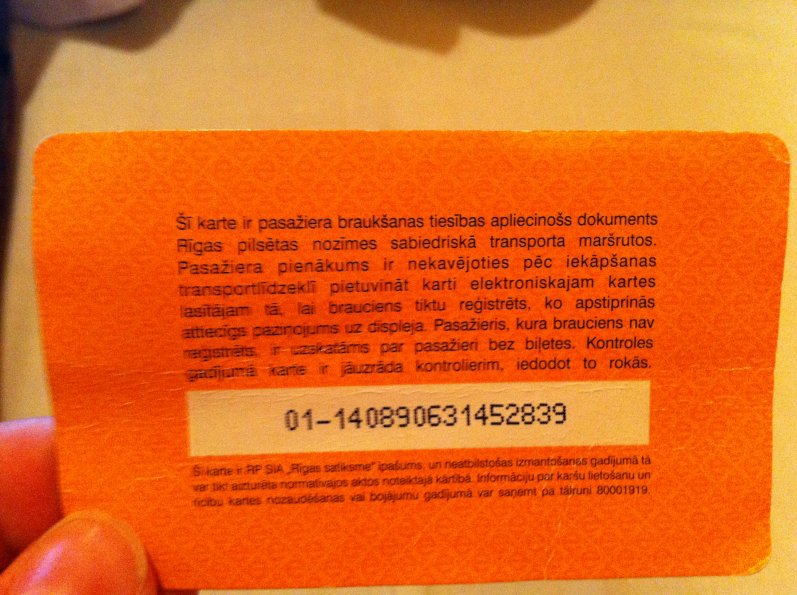 Šī karte ir pasažiera braukšanas tiesības apliecinošs dokuments
Rīgas pilsētas nozīmes sabiedriskā transporta maršrutos.
Pasažiera pienākums ir nekavējoties pēc iekāpšanas
transportlīdzeklī pietuvināt karti elektroniskajam kartes
lasītājam tā, lai brauciens tiktu reģistrēts, ko apstiprinās
attiecīgs paziņojums uz displeja. Pasažieris, kura brauciens nav
reģistrēts, ir uzskatāms par pasažieri bez biļetes. Kontroles
gadījumā karte ir jāuzrāda kontrolierim, iedodot to rokās.
01-140890631452839
Šī karte ir RP SIA „Rīgas satiksme" īpašums, un neatbilstošas izmantošanas gadījumā tā
var tikt aizturēta normatīvajos aktos noteiktajā kārtībā. Informāciju par karšu lietošanu un
rīcību kartes nozaudēšanas vai bojājumu gadījumā var saņemt pa tālruni 80001919.